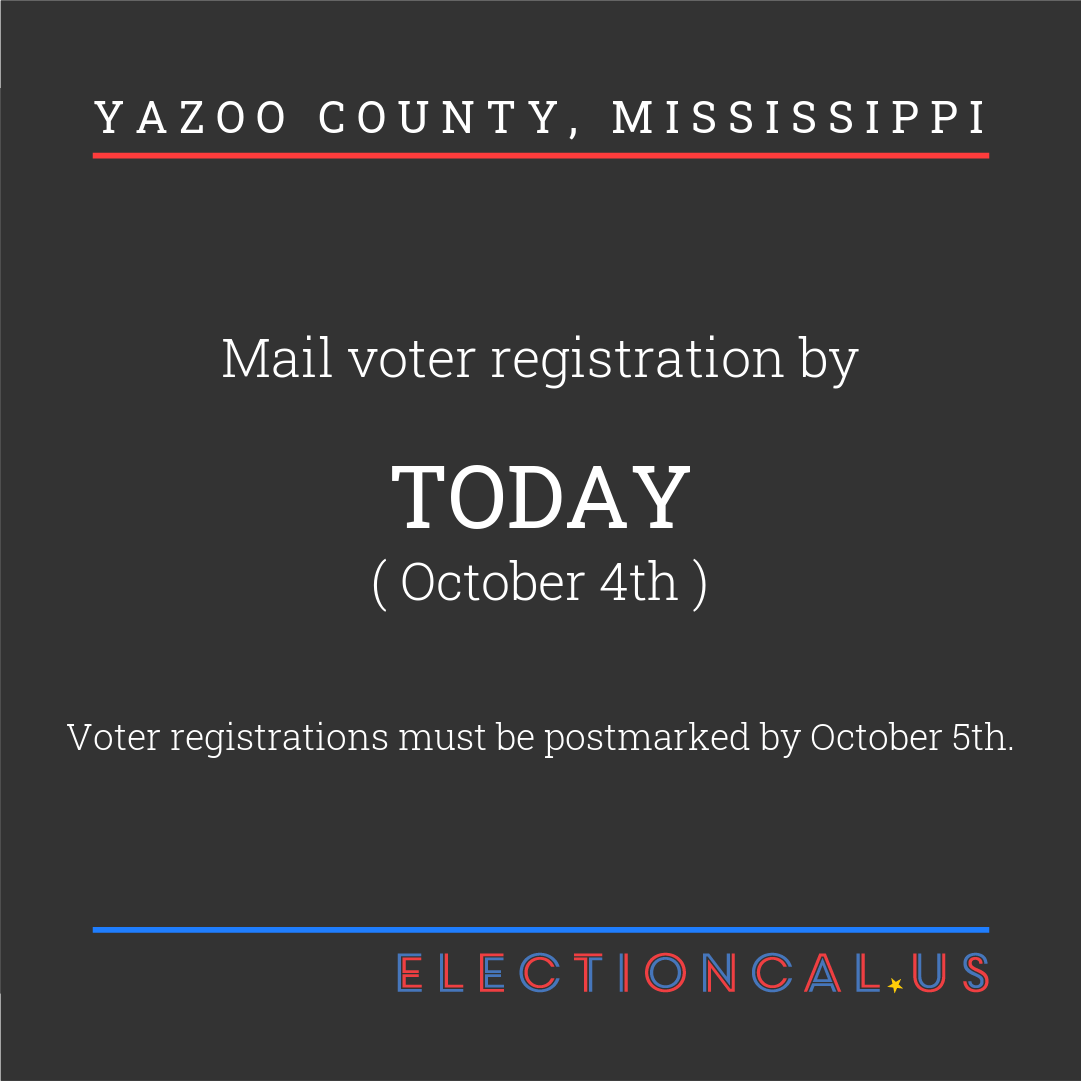 YAZOO COUNTY, MISSISSIPPI
Mail voter registration by
TODAY
( October 4th )
Voter registrations must be postmarked by October 5th.
ELECTIONCAL.US